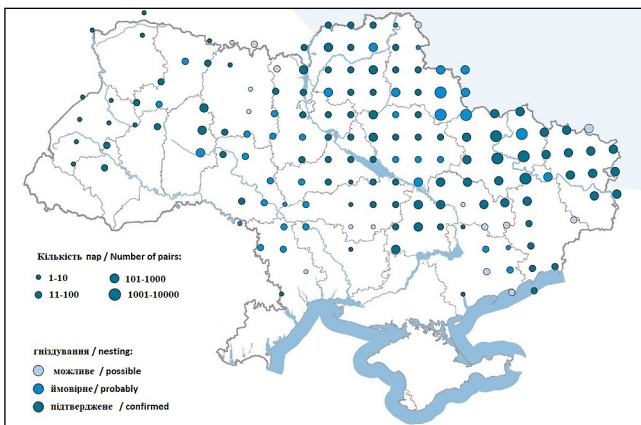 Кількість пар / Number of pairs:
1-10
101-1000
11-100
1001-10000
гніздування / nesting:
можливе / possible
ймовірне / probably
підтверджене / confirmed